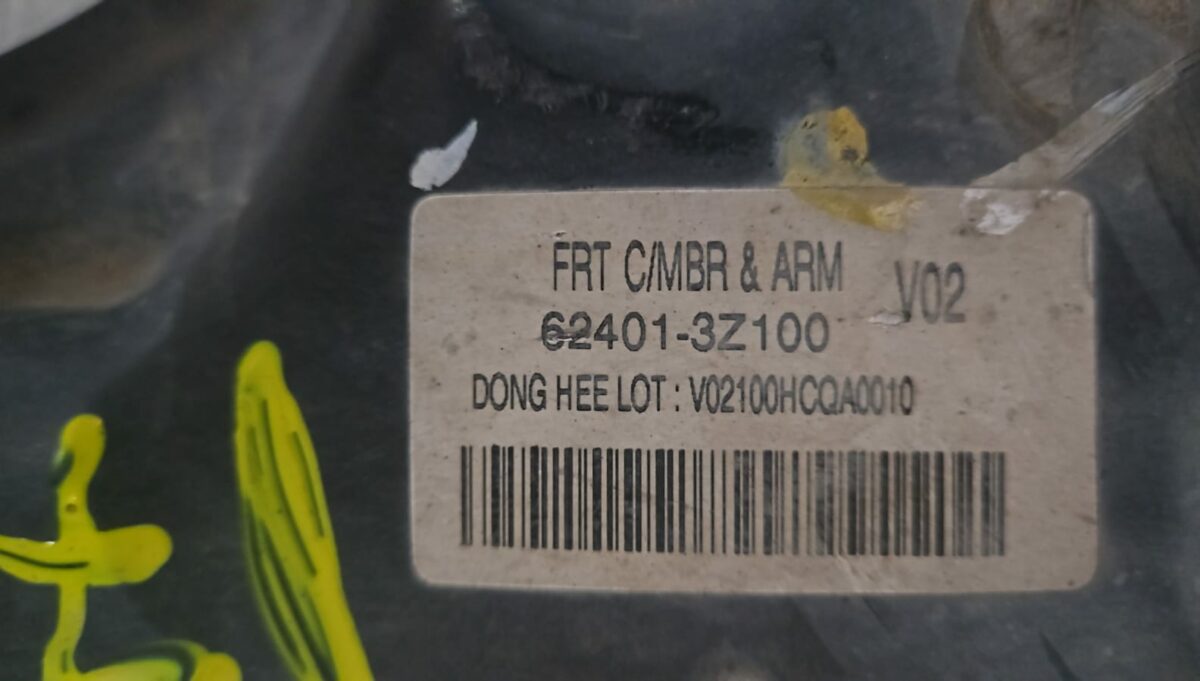 FRT C/MBR & ARM V02
62401-3Z100
DONG HEE LOT : V02100HCQA0010